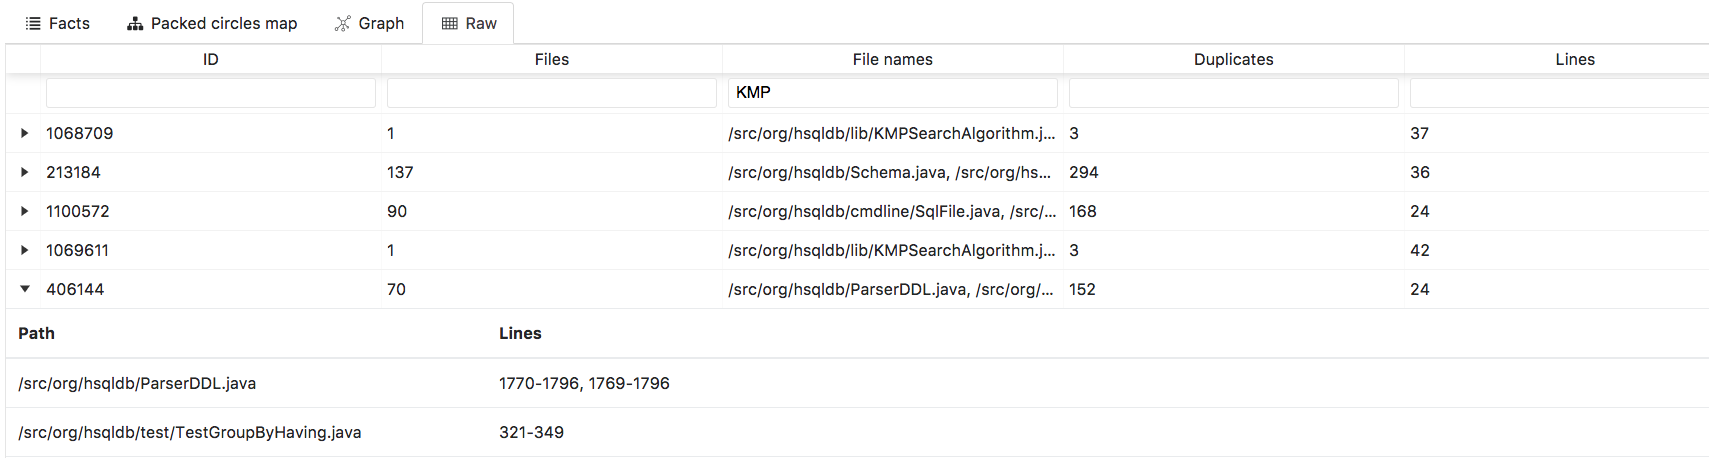 Facts Packed circles map Graph Raw
ID Files File names Duplicates Lines
KMP
1068709 1 /src/org/hsqldb/lib/KMPSearchAlgorithm.j... 3 37
213184 137 /src/org/hsqldb/Schema.java, /src/org/hs... 294 36
1100572 90 /src/org/hsqldb/cmdline/SqlFile.java, /src/... 168 24
1069611 1 /src/org/hsqldb/lib/KMPSearchAlgorithm.j... 3 42
406144 70 /src/org/hsqldb/ParserDDL.java, /src/org/... 152 24
Path Lines
/src/org/hsqldb/ParserDDL.java 1770-1796, 1769-1796
/src/org/hsqldb/test/TestGroupByHaving.java 321-349